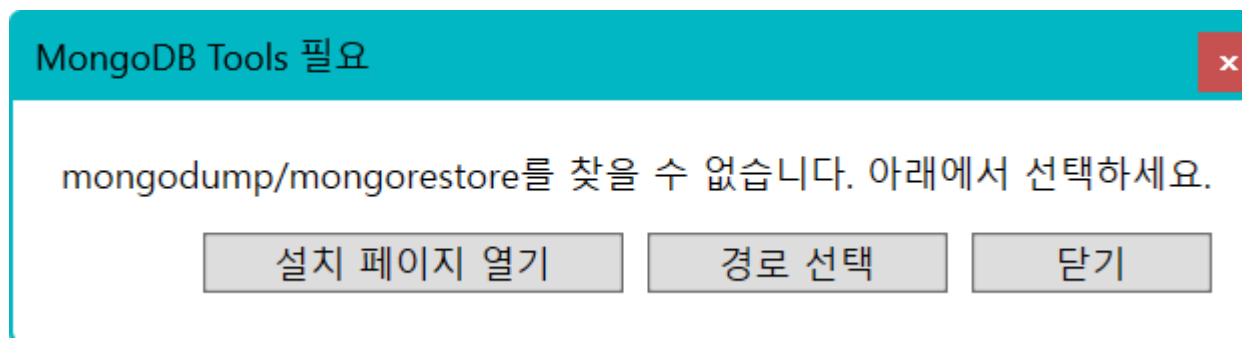 MongoDB Tools 필요
x
mongodump/mongorestore를 찾을 수 없습니다. 아래에서 선택하세요.
설치 페이지 열기 경로 선택 닫기